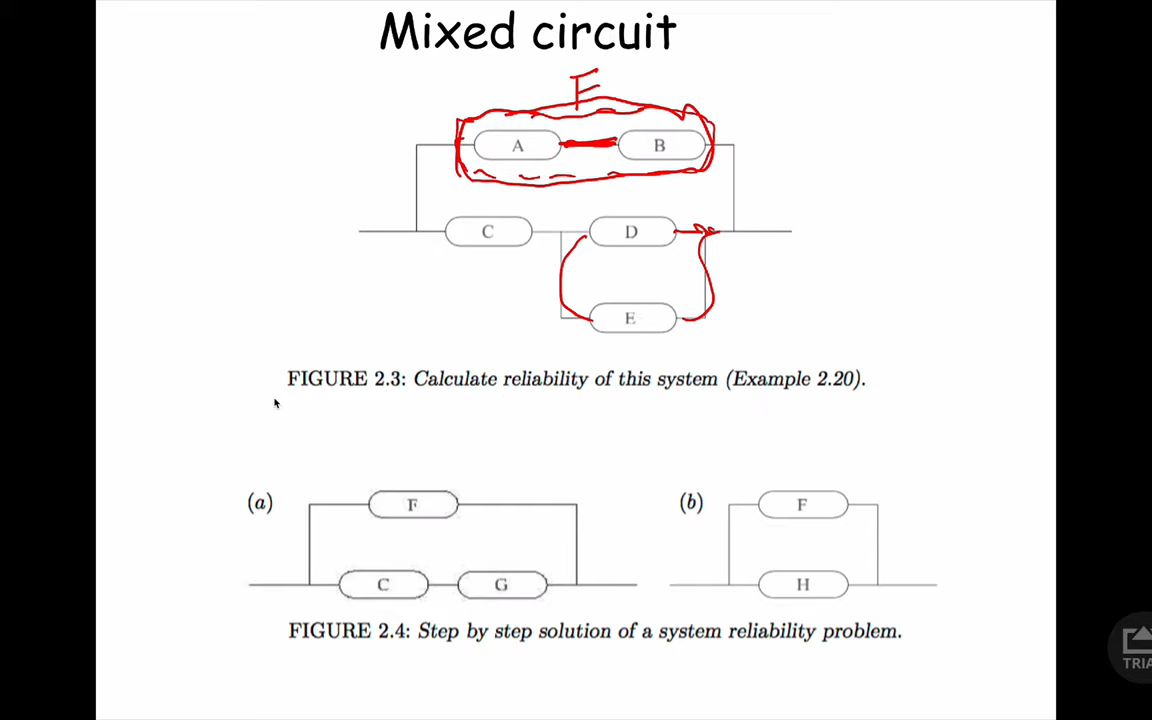 Mixed circuit
F
A B
C D
E
FIGURE 2.3: Calculate reliability of this system (Example 2.20).
(a) F (b) F
C G H
FIGURE 2.4: Step by step solution of a system reliability problem.
TRIA